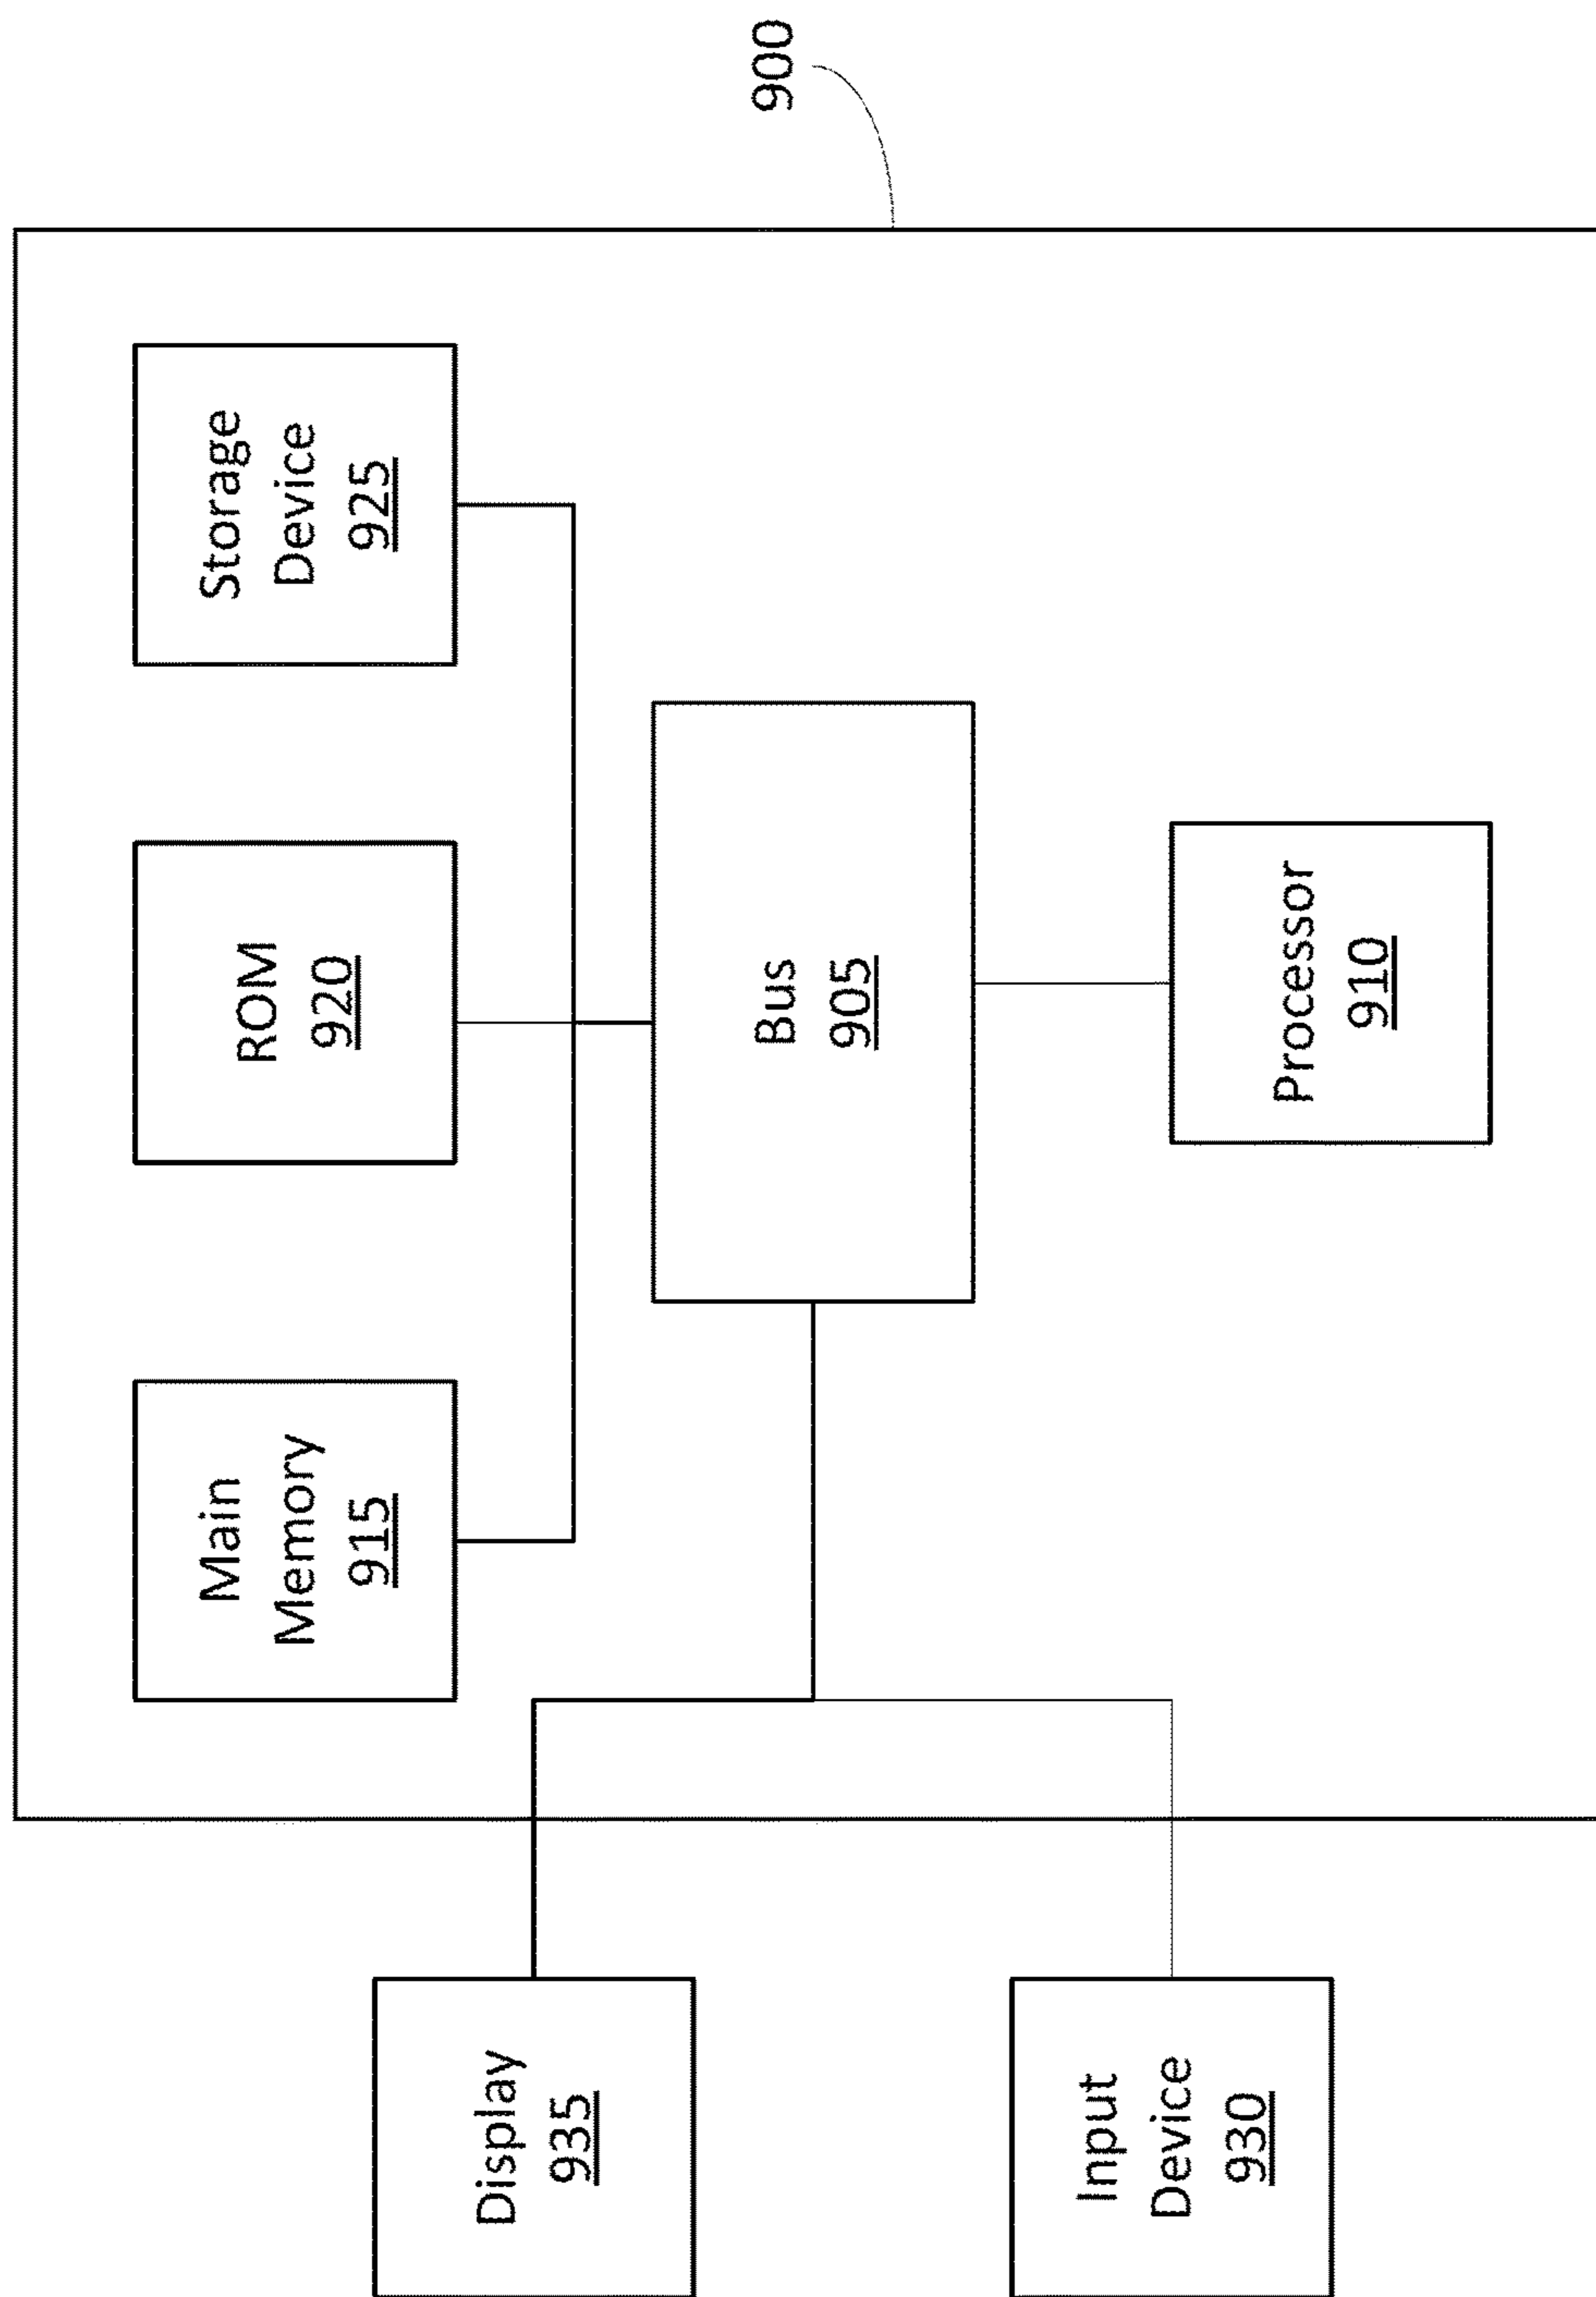 900
Main
Memory
915
ROM
920
Storage
Device
925
Display
935
Bus
905
Input
Device
930
Processor
910